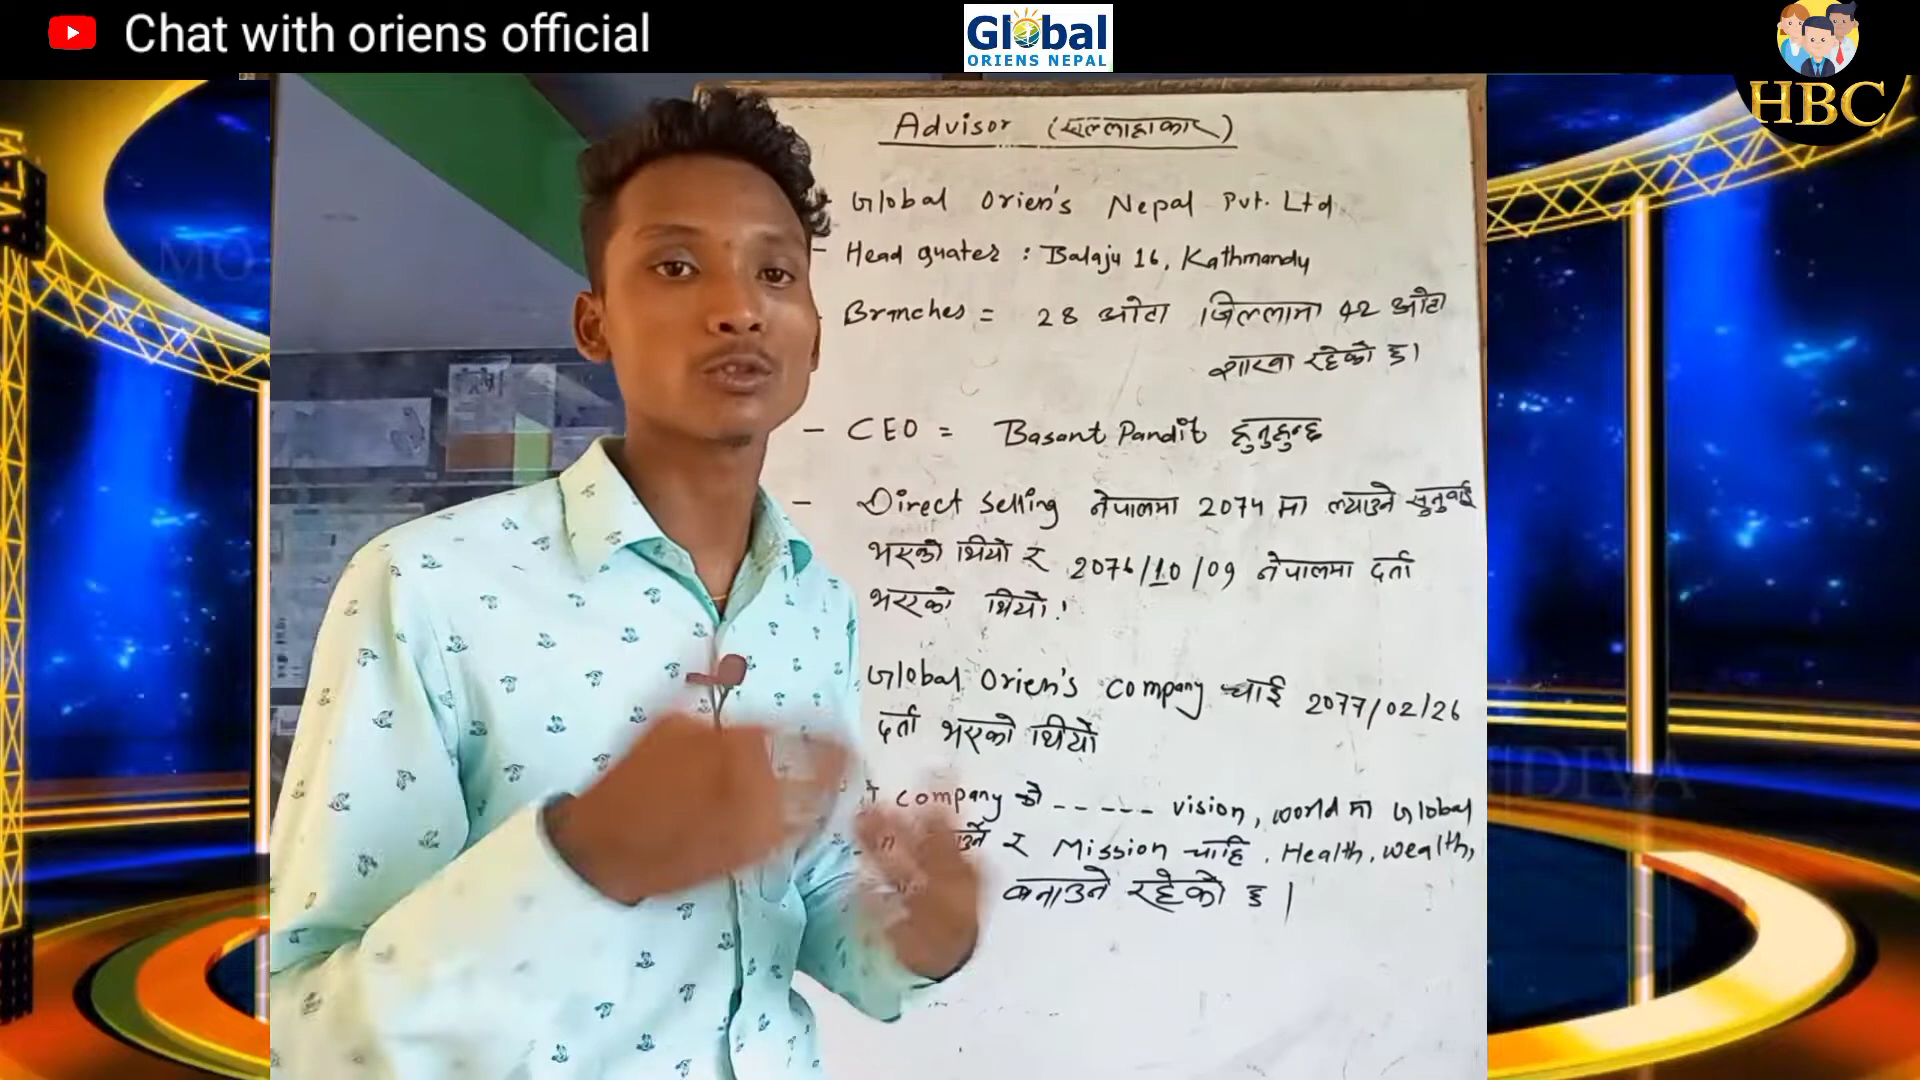 Chat with oriens official
Global
ORIENS NEPAL
HBC
Advisor (सल्लाहाकार)
Global Orien's Nepal Pvt. Ltd.
- Head quater : Balaju 16, Kathmandu
Brnches = 28 ओटा जिल्लामा 42 ओटा
शाखा रहेको छ।
- CEO = Basant Pandit हुनुहुन्छ
- Direct Selling नेपालमा 2074 मा ल्याउने सुनुवाई
भएको थियो र 2076/10/09 नेपालमा दर्ता
भएको थियो।
Global Orien's company चाई 2077/02/26
दर्ता भएको थियो
company को ----- vision, world मा Global
र Mission चाहि, Health, wealth,
बनाउने रहेको छ।